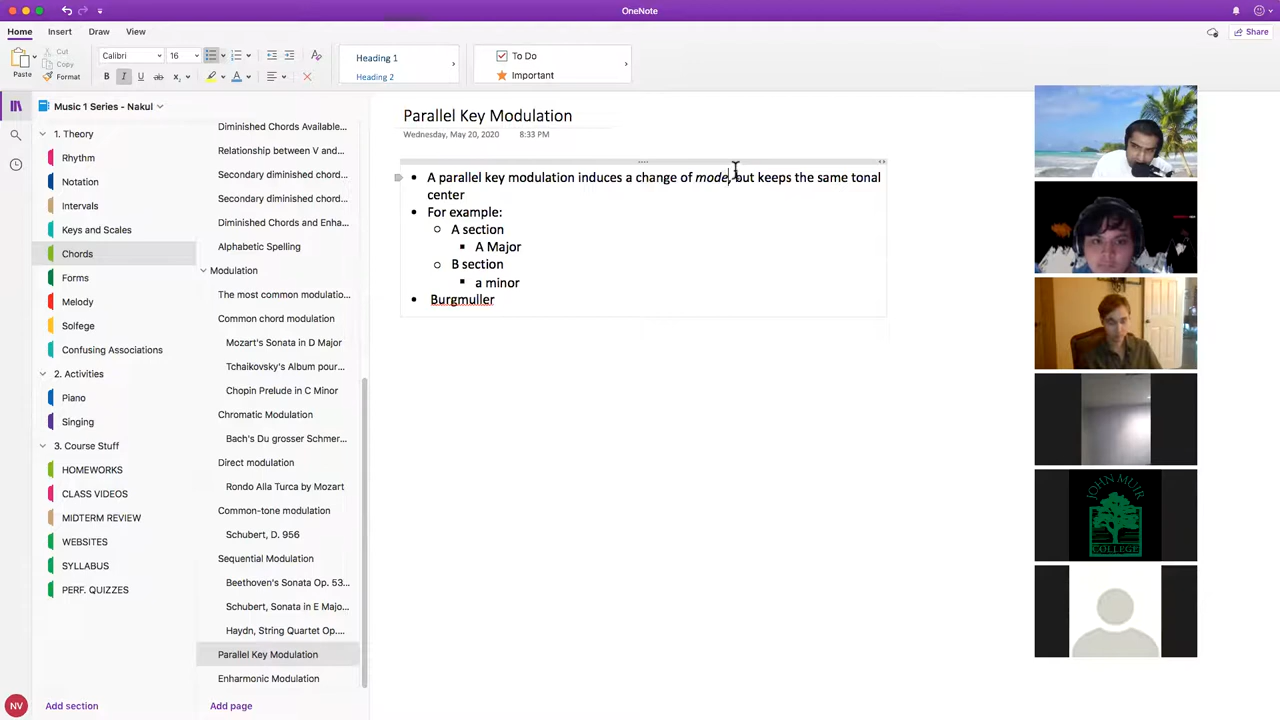 OneNote
Home
Insert
Draw
View
Share
Paste
Cut
Copy
Format
Calibri
16
B I U ab x
A
Heading 1
Heading 2
To Do
Important
Music 1 Series - Nakul
1. Theory
Rhythm
Notation
Intervals
Keys and Scales
Chords
Forms
Melody
Solfege
Confusing Associations
2. Activities
Piano
Singing
3. Course Stuff
HOMEWORKS
CLASS VIDEOS
MIDTERM REVIEW
WEBSITES
SYLLABUS
PERF. QUIZZES
NV
Add section
Diminished Chords Available...
Relationship between V and...
Secondary diminished chord...
Secondary diminished chord...
Diminished Chords and Enha...
Alphabetic Spelling
Modulation
The most common modulatio...
Common chord modulation
Mozart's Sonata in D Major
Tchaikovsky's Album pour...
Chopin Prelude in C Minor
Chromatic Modulation
Bach's Du grosser Schmer...
Direct modulation
Rondo Alla Turca by Mozart
Common-tone modulation
Schubert, D. 956
Sequential Modulation
Beethoven's Sonata Op. 53...
Schubert, Sonata in E Majo...
Haydn, String Quartet Op....
Parallel Key Modulation
Enharmonic Modulation
Add page
Parallel Key Modulation
Wednesday, May 20, 2020 8:33 PM
A parallel key modulation induces a change of mode, but keeps the same tonal
center
For example:
A section
A Major
B section
a minor
Burgmuller
JOHN MUIR
COLLEGE